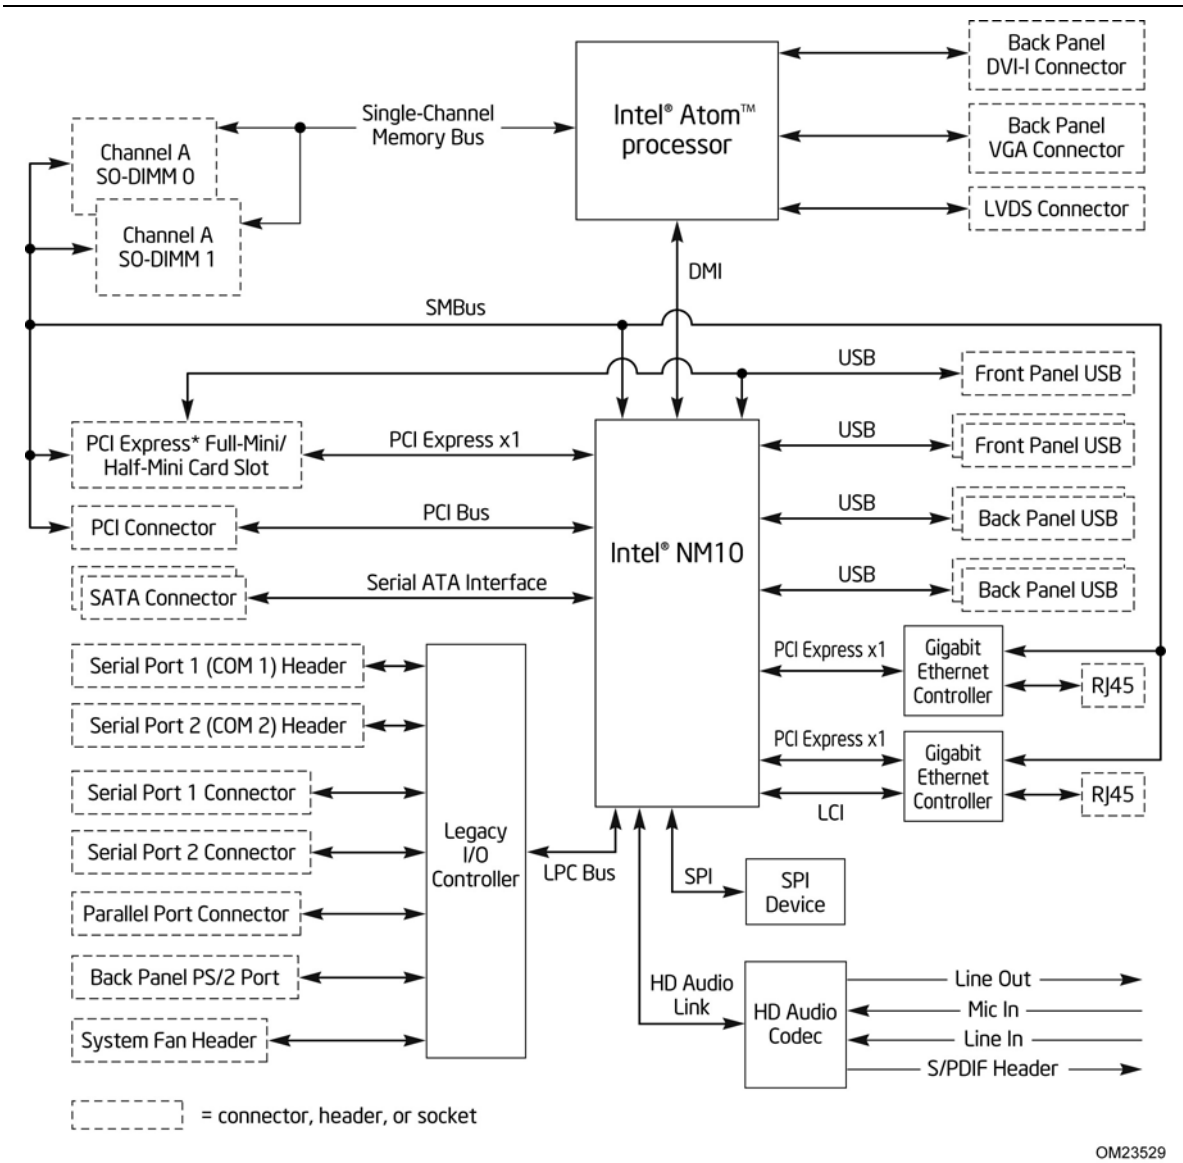 Back Panel
DVI-I Connector
Intel® Atom™
processor
Single-Channel
Memory Bus
Back Panel
VGA Connector
Channel A
SO-DIMM 0
LVDS Connector
Channel A
SO-DIMM 1
DMI
SMBus
USB
Front Panel USB
PCI Express* Full-Mini/
Half-Mini Card Slot
PCI Express x1
USB
Front Panel USB
PCI Connector
PCI Bus
USB
Back Panel USB
Intel® NM10
SATA Connector
Serial ATA Interface
USB
Back Panel USB
Serial Port 1 (COM 1) Header
PCI Express x1
Gigabit
Ethernet
Controller
RJ45
Serial Port 2 (COM 2) Header
PCI Express x1
Gigabit
Ethernet
Controller
RJ45
LCI
Serial Port 1 Connector
Serial Port 2 Connector
Legacy
I/O
Controller
LPC Bus
SPI
SPI
Device
Parallel Port Connector
Back Panel PS/2 Port
System Fan Header
HD Audio
Link
HD Audio
Codec
Line Out
Mic In
Line In
S/PDIF Header
= connector, header, or socket
OM23529